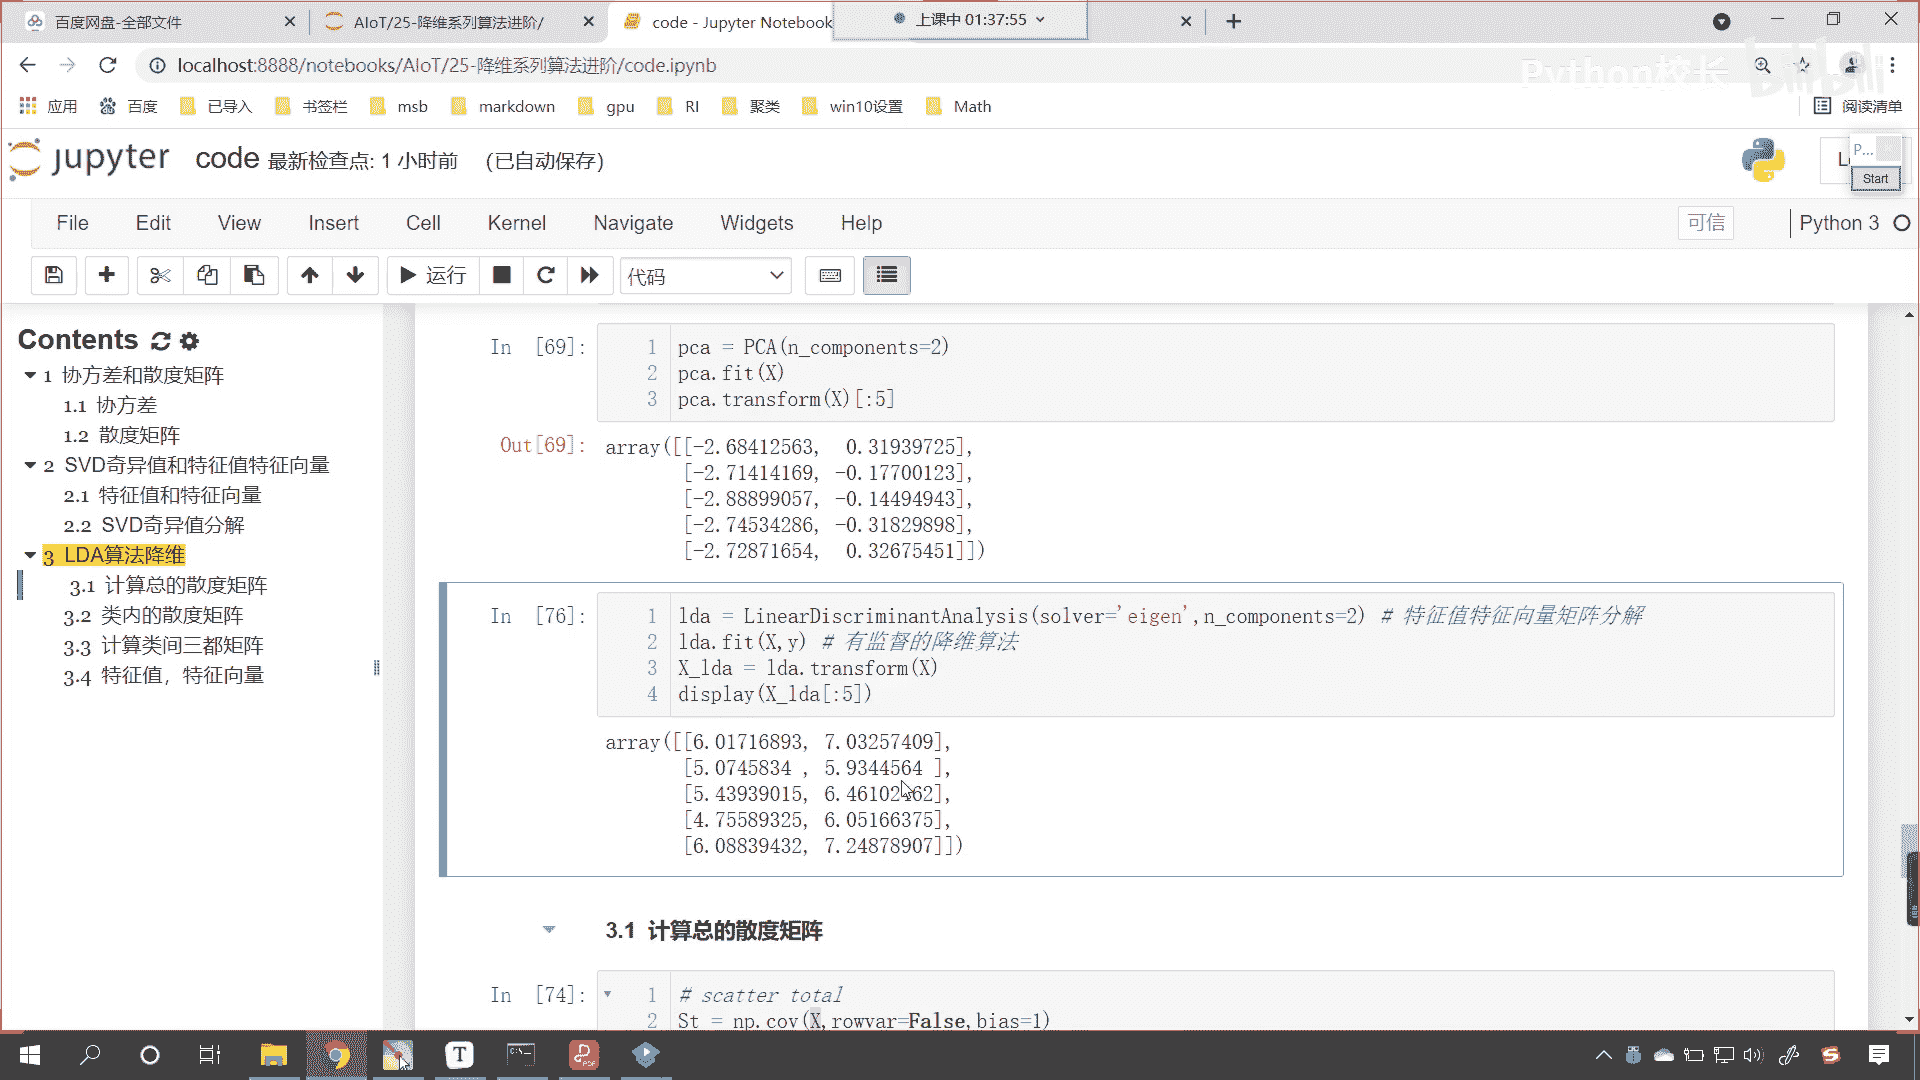 百度网盘-全部文件
AIoT/25-降维系列算法进阶/
code - Jupyter Notebook
上课中 01:37:55
localhost:8888/notebooks/AIoT/25-降维系列算法进阶/code.ipynb
Python校长 bilibili
应用 百度 已导入 书签栏 msb markdown gpu RI 聚类 win10设置 Math 阅读清单
jupyter code 最新检查点: 1 小时前 (已自动保存)
P...
Start
File Edit View Insert Cell Kernel Navigate Widgets Help 可信 Python 3
运行 代码
Contents
1 协方差和散度矩阵
1.1 协方差
1.2 散度矩阵
2 SVD奇异值和特征值特征向量
2.1 特征值和特征向量
2.2 SVD奇异值分解
3 LDA算法降维
3.1 计算总的散度矩阵
3.2 类内的散度矩阵
3.3 计算类间三都矩阵
3.4 特征值，特征向量
In [69]:
1 pca = PCA(n_components=2)
2 pca.fit(X)
3 pca.transform(X)[:5]
Out[69]: array([[-2.68412563, 0.31939725],
[-2.71414169, -0.17700123],
[-2.88899057, -0.14494943],
[-2.74534286, -0.31829898],
[-2.72871654, 0.32675451]])
In [76]:
1 lda = LinearDiscriminantAnalysis(solver='eigen',n_components=2) # 特征值特征向量矩阵分解
2 lda.fit(X,y) # 有监督的降维算法
3 X_lda = lda.transform(X)
4 display(X_lda[:5])
array([[6.01716893, 7.03257409],
[5.0745834 , 5.9344564 ],
[5.43939015, 6.46102462],
[4.75589325, 6.05166375],
[6.08839432, 7.24878907]])
3.1 计算总的散度矩阵
In [74]:
1 # scatter total
2 St = np.cov(X,rowvar=False,bias=1)